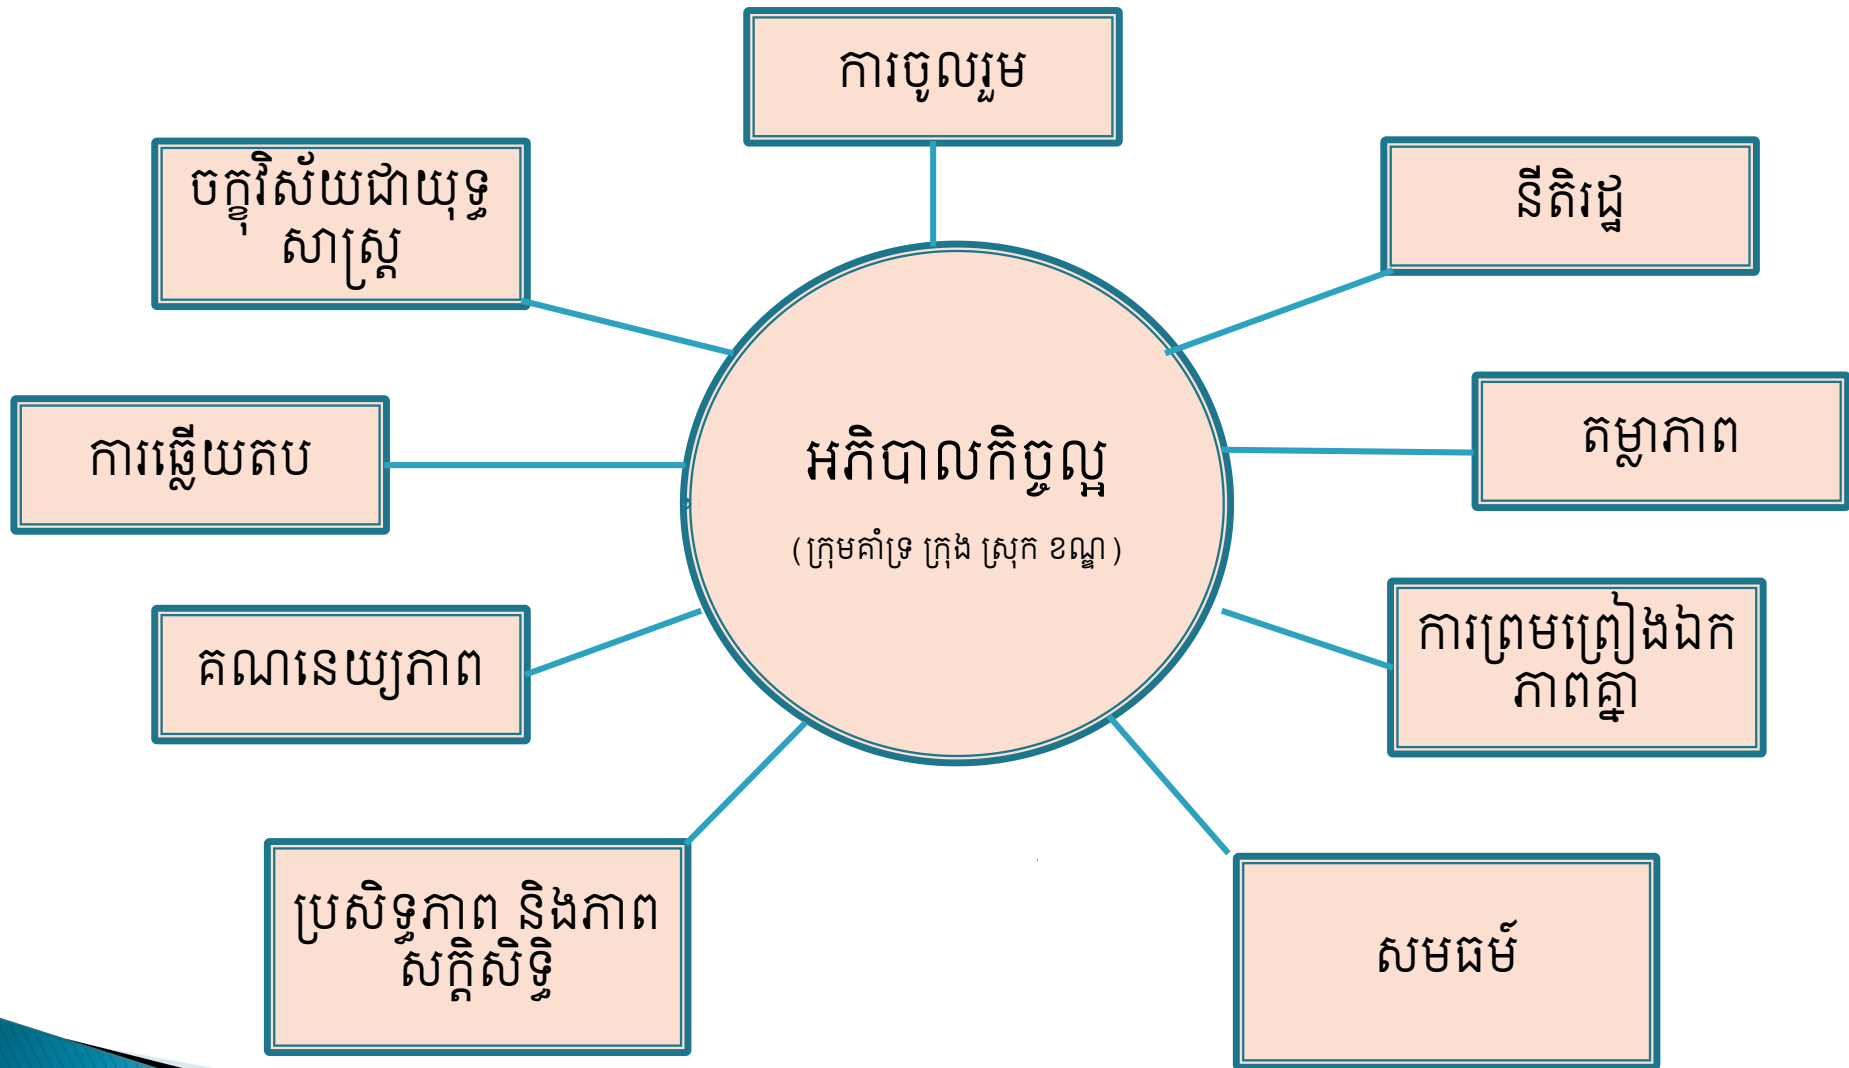 ការចូលរួម
ចក្ខុវិស័យជាយុទ្ធ
សាស្ត្រ
នីតិរដ្ឋ
ការឆ្លើយតប
អភិបាលកិច្ចល្អ
(ក្រុមគាំទ្រ ក្រុង ស្រុក ខណ្ឌ)
តម្លាភាព
គណនេយ្យភាព
ការព្រមព្រៀងឯក
ភាពគ្នា
ប្រសិទ្ធភាព និងភាព
សក្តិសិទ្ធិ
សមធម៍